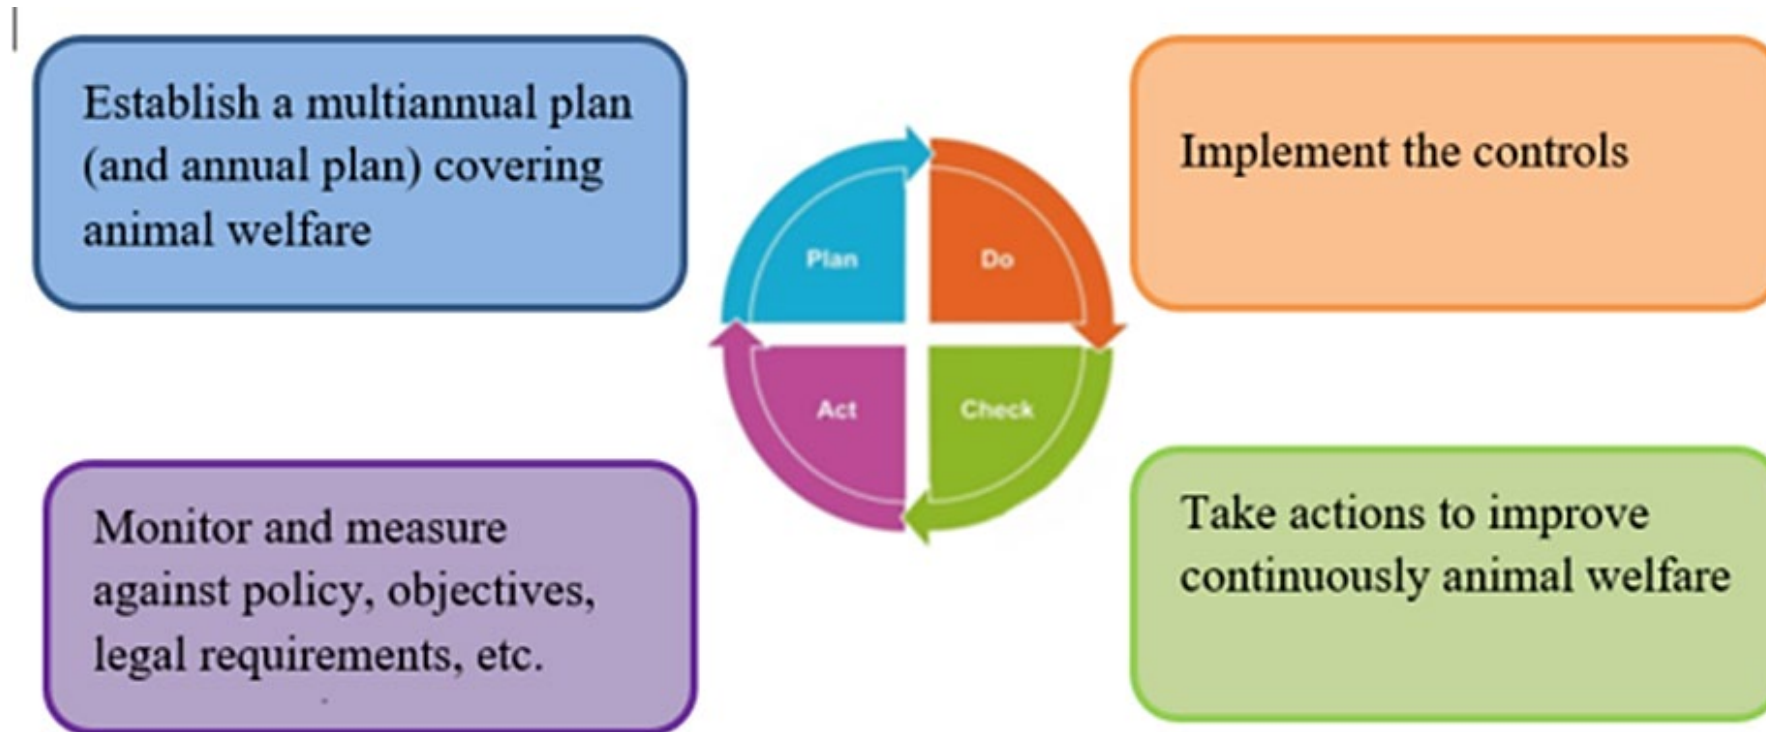 Establish a multiannual plan
(and annual plan) covering
animal welfare
Implement the controls
Plan
Do
Act
Check
Monitor and measure
against policy, objectives,
legal requirements, etc.
Take actions to improve
continuously animal welfare